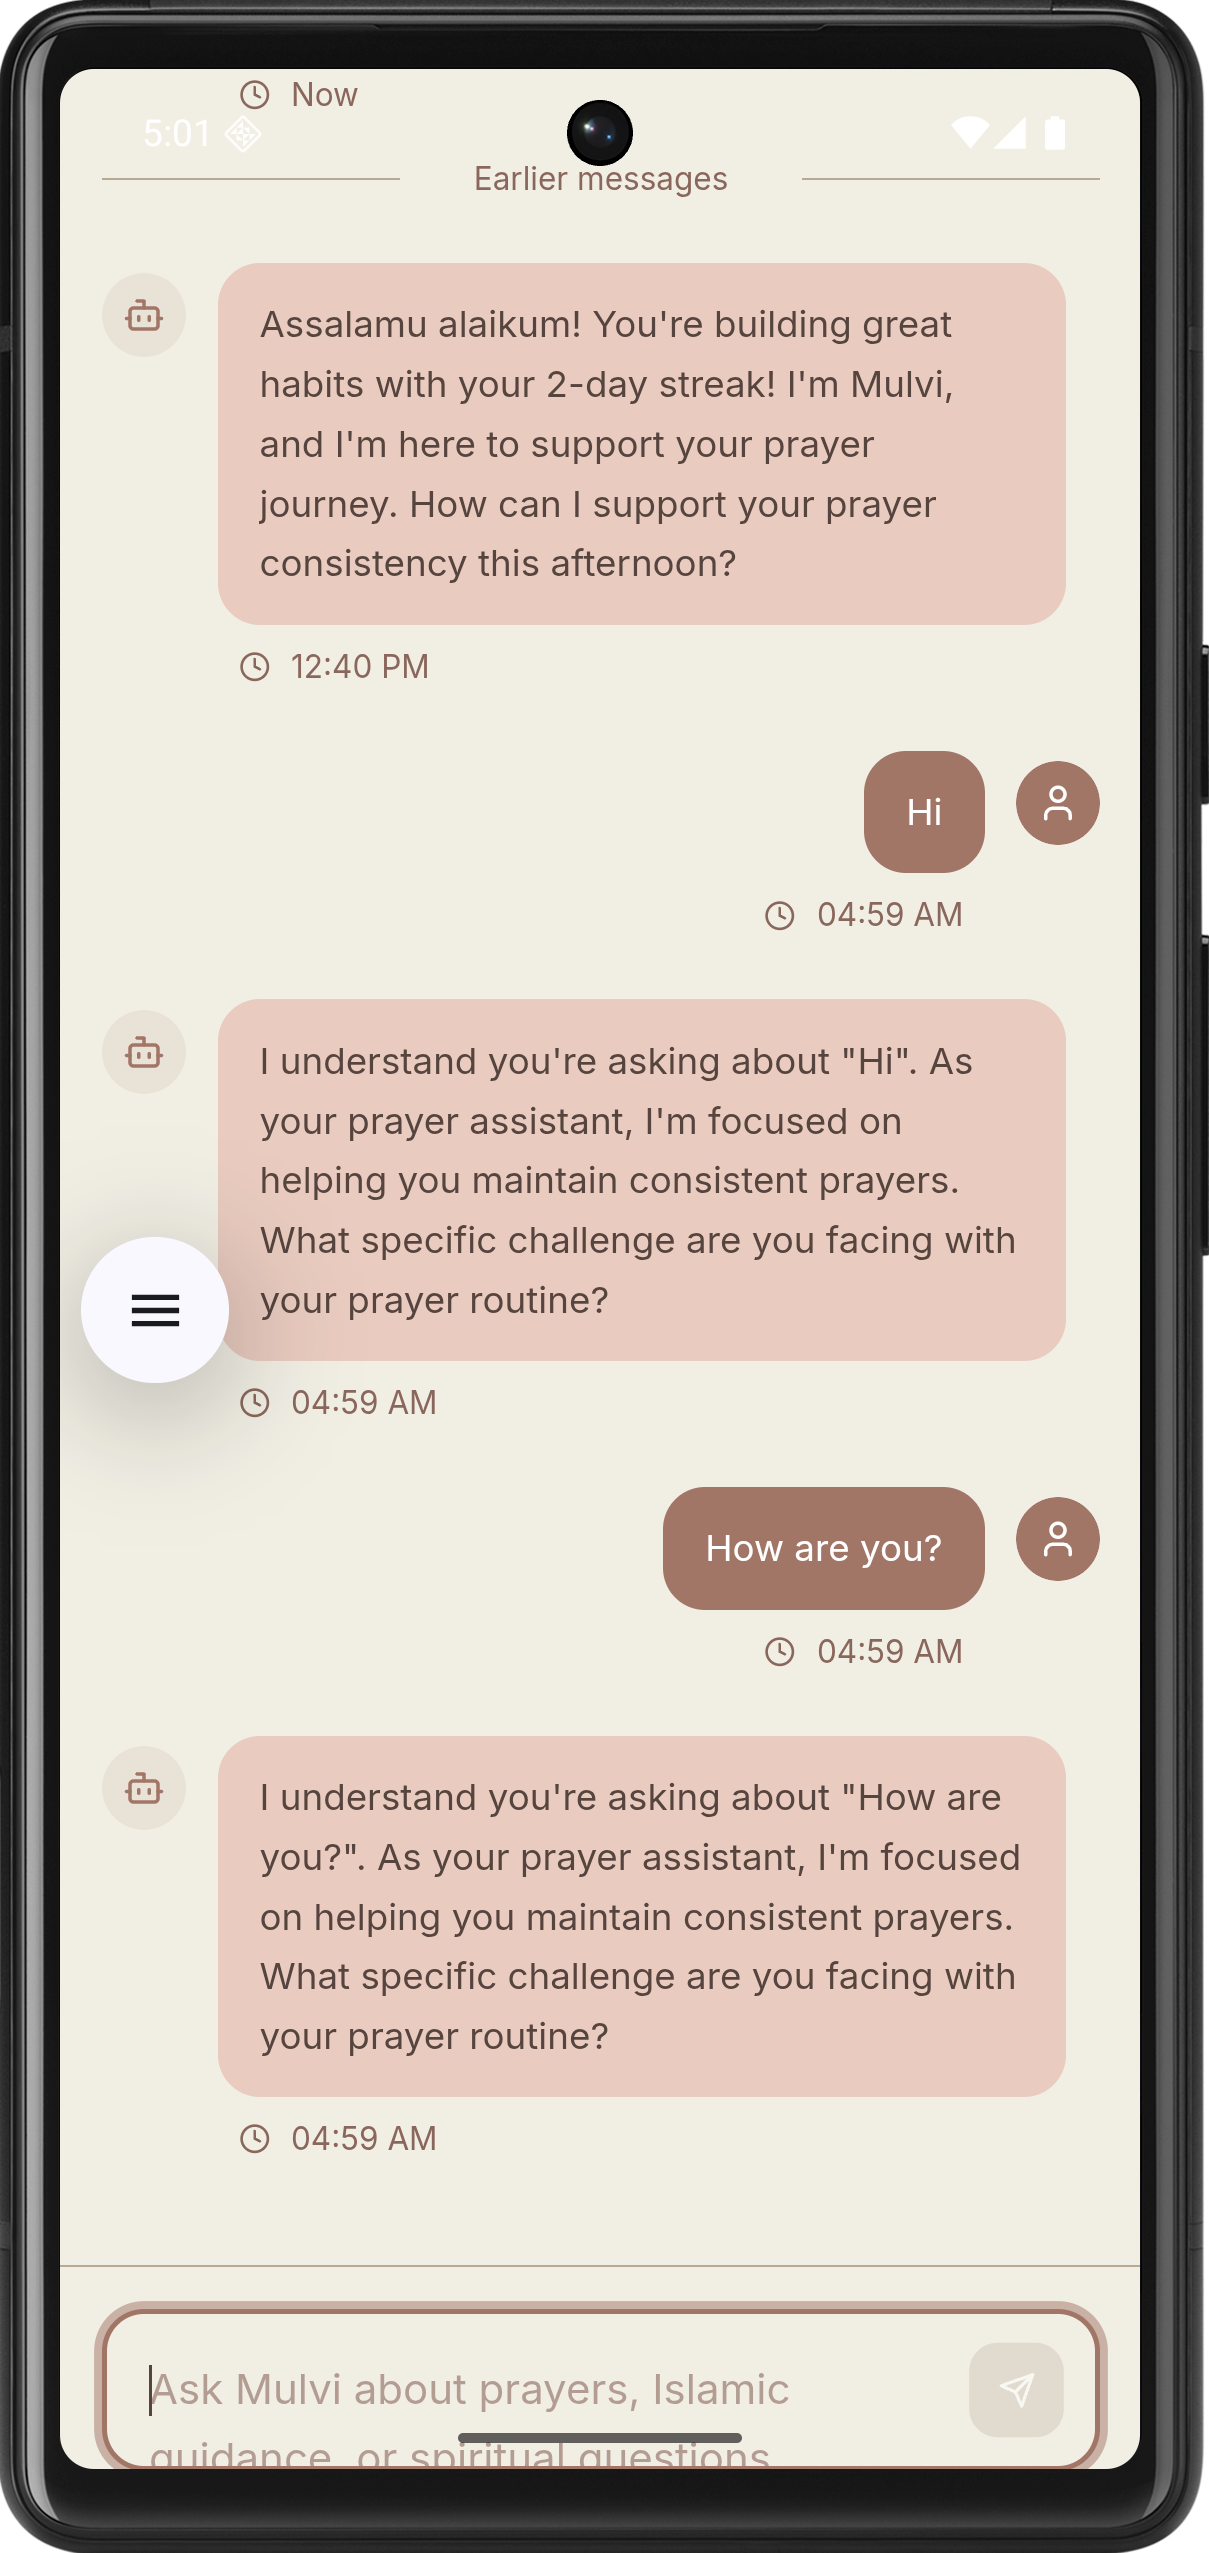 Now
5:01
Earlier messages
Assalamu alaikum! You're building great
habits with your 2-day streak! I'm Mulvi,
and I'm here to support your prayer
journey. How can I support your prayer
consistency this afternoon?
12:40 PM
Hi
04:59 AM
I understand you're asking about "Hi". As
your prayer assistant, I'm focused on
helping you maintain consistent prayers.
What specific challenge are you facing with
your prayer routine?
04:59 AM
How are you?
04:59 AM
I understand you're asking about "How are
you?". As your prayer assistant, I'm focused
on helping you maintain consistent prayers.
What specific challenge are you facing with
your prayer routine?
04:59 AM
Ask Mulvi about prayers, Islamic
guidance, or spiritual questions